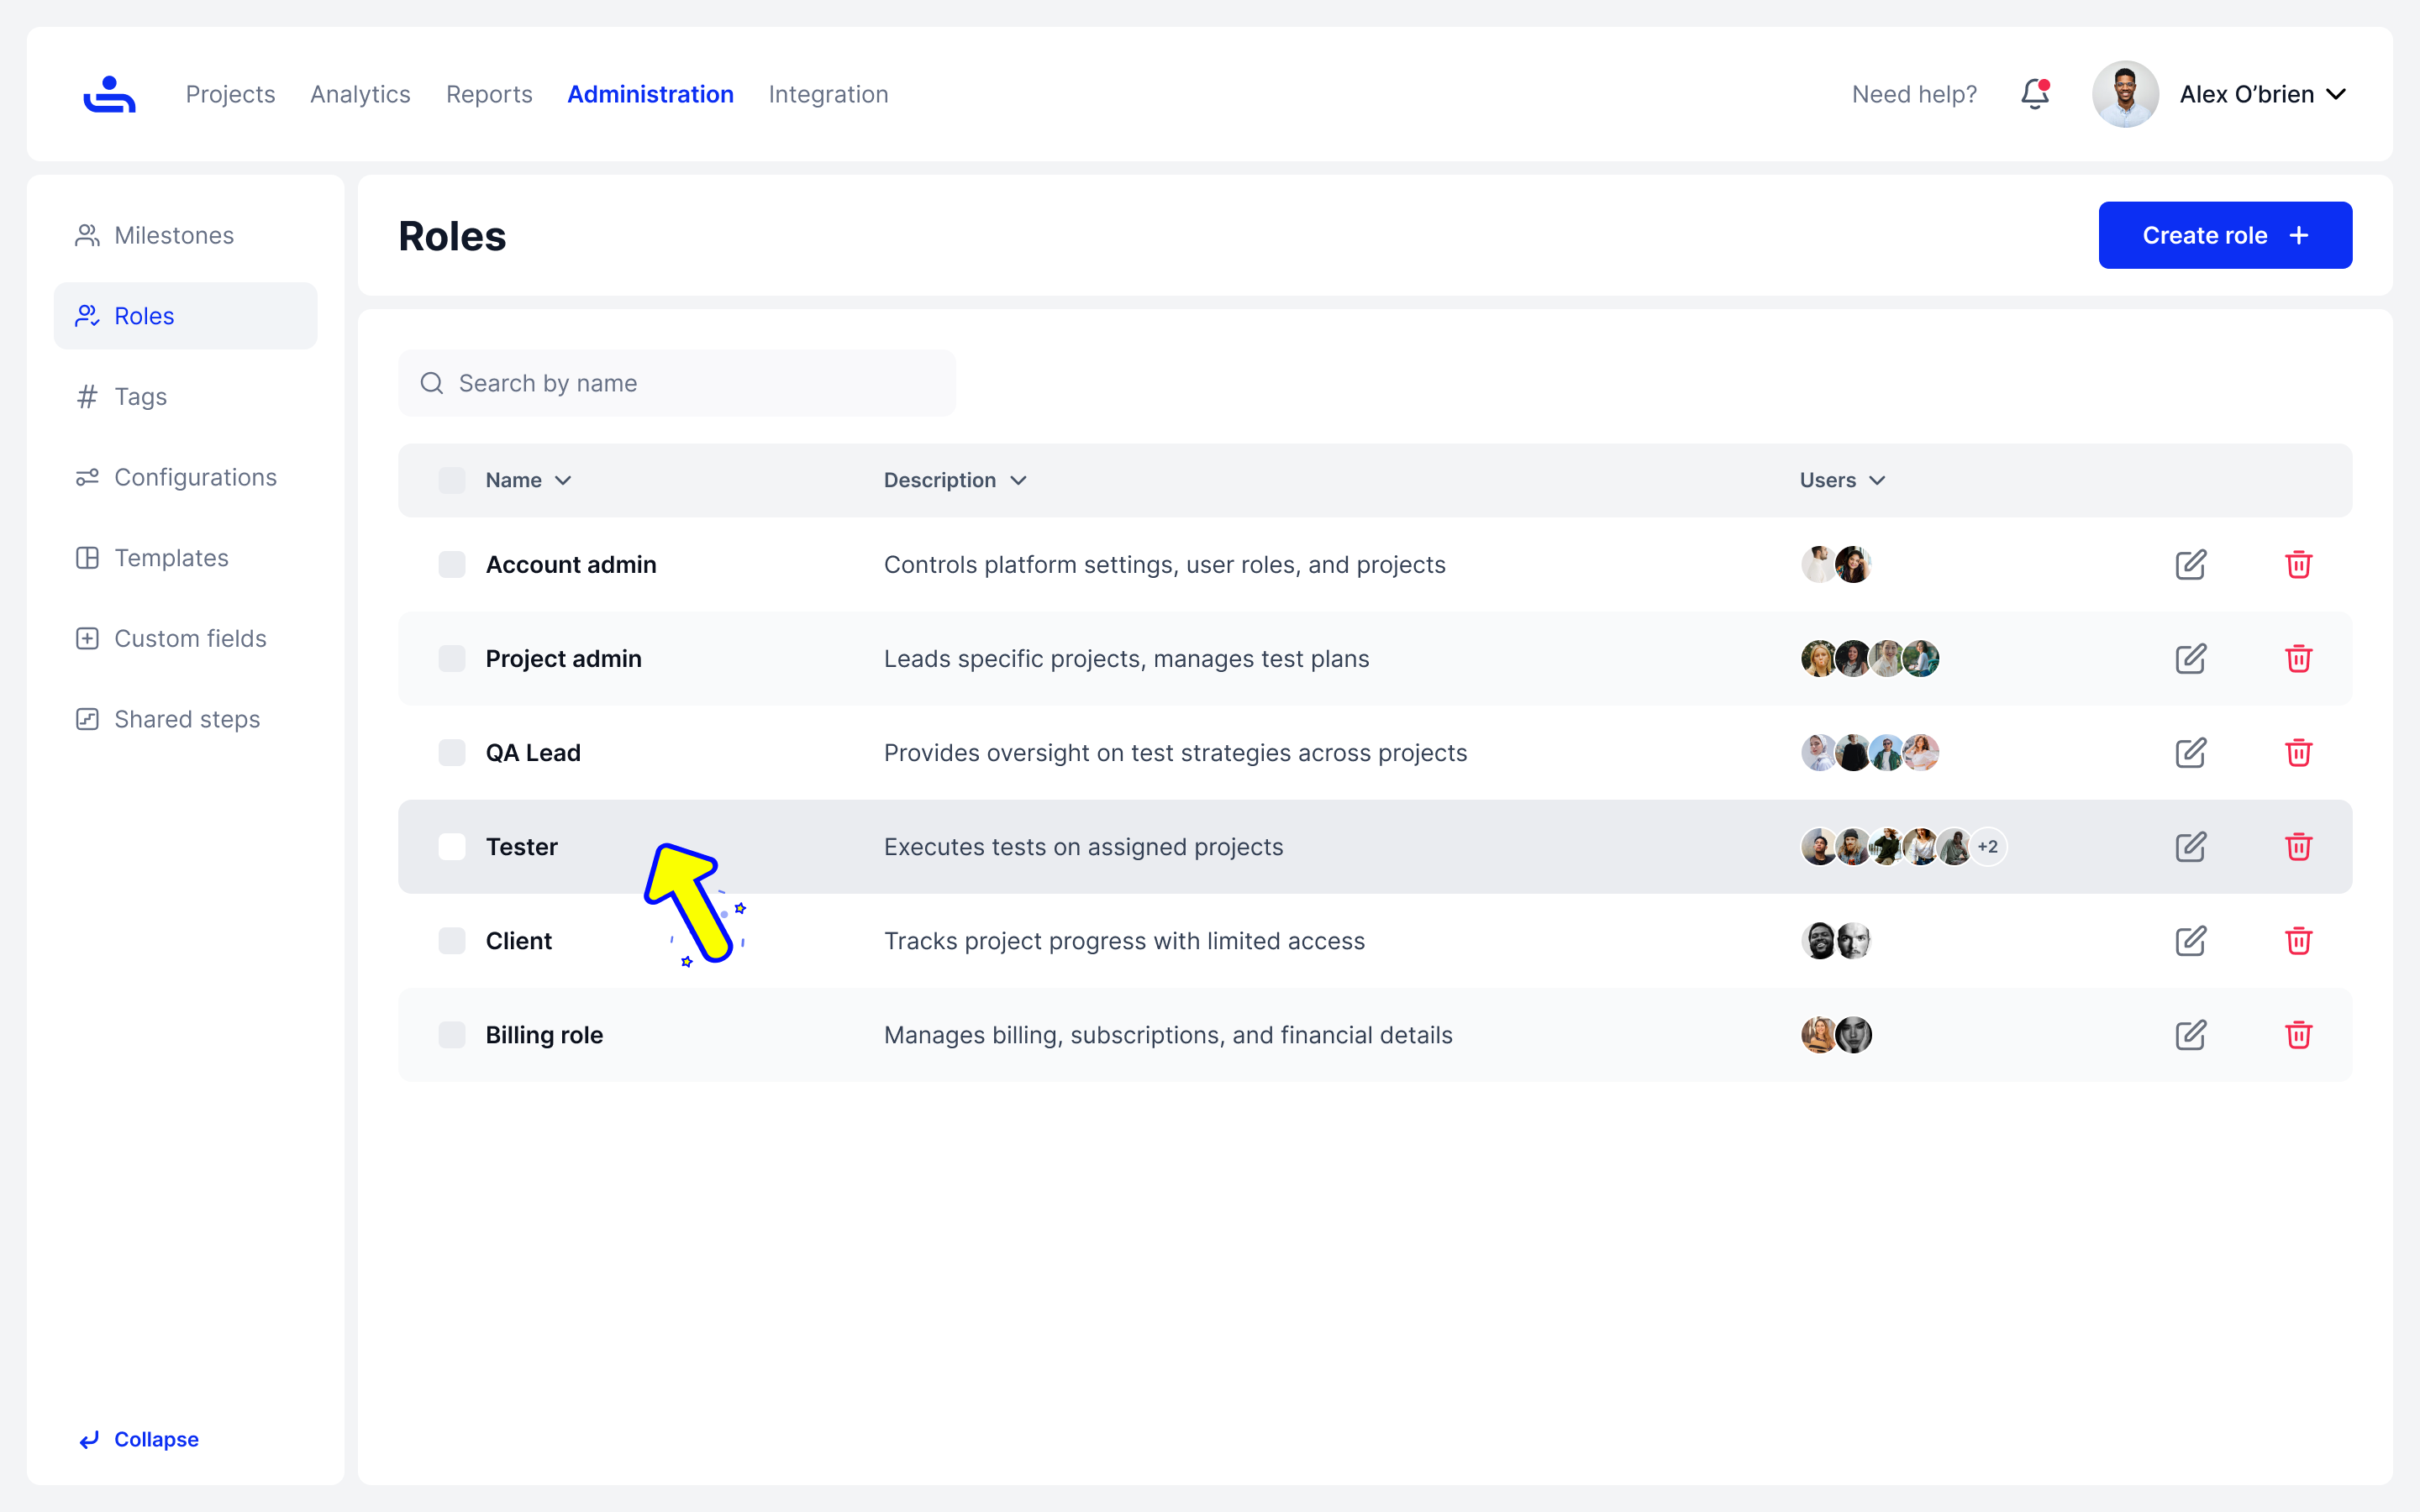 Projects Analytics Reports Administration Integration Need help? Alex O’brien
Milestones
Roles
Tags
Configurations
Templates
Custom fields
Shared steps
Collapse
Roles
Create role
Search by name
Name Description Users
Account admin Controls platform settings, user roles, and projects
Project admin Leads specific projects, manages test plans
QA Lead Provides oversight on test strategies across projects
Tester Executes tests on assigned projects +2
Client Tracks project progress with limited access
Billing role Manages billing, subscriptions, and financial details